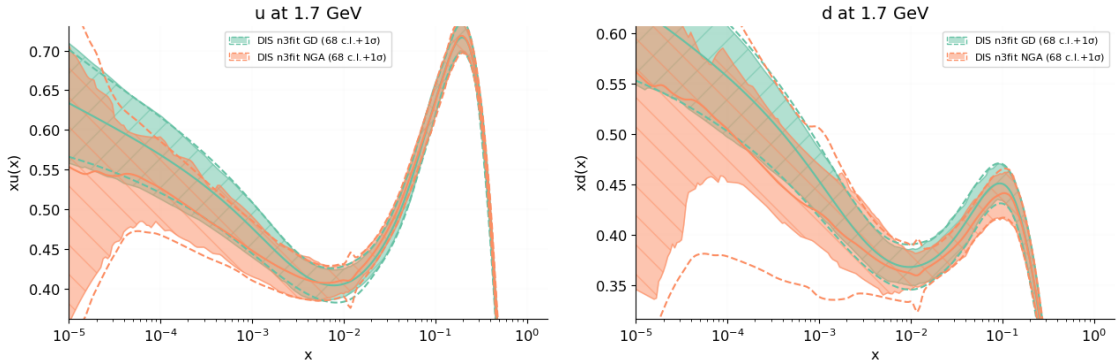 u at 1.7 GeV
DIS n3fit GD (68 c.l.+1σ)
DIS n3fit NGA (68 c.l.+1σ)
xu(x)
0.70
0.65
0.60
0.55
0.50
0.45
0.40
10⁻⁵ 10⁻⁴ 10⁻³ 10⁻² 10⁻¹ 10⁰
x
d at 1.7 GeV
DIS n3fit GD (68 c.l.+1σ)
DIS n3fit NGA (68 c.l.+1σ)
xd(x)
0.60
0.55
0.50
0.45
0.40
0.35
10⁻⁵ 10⁻⁴ 10⁻³ 10⁻² 10⁻¹ 10⁰
x